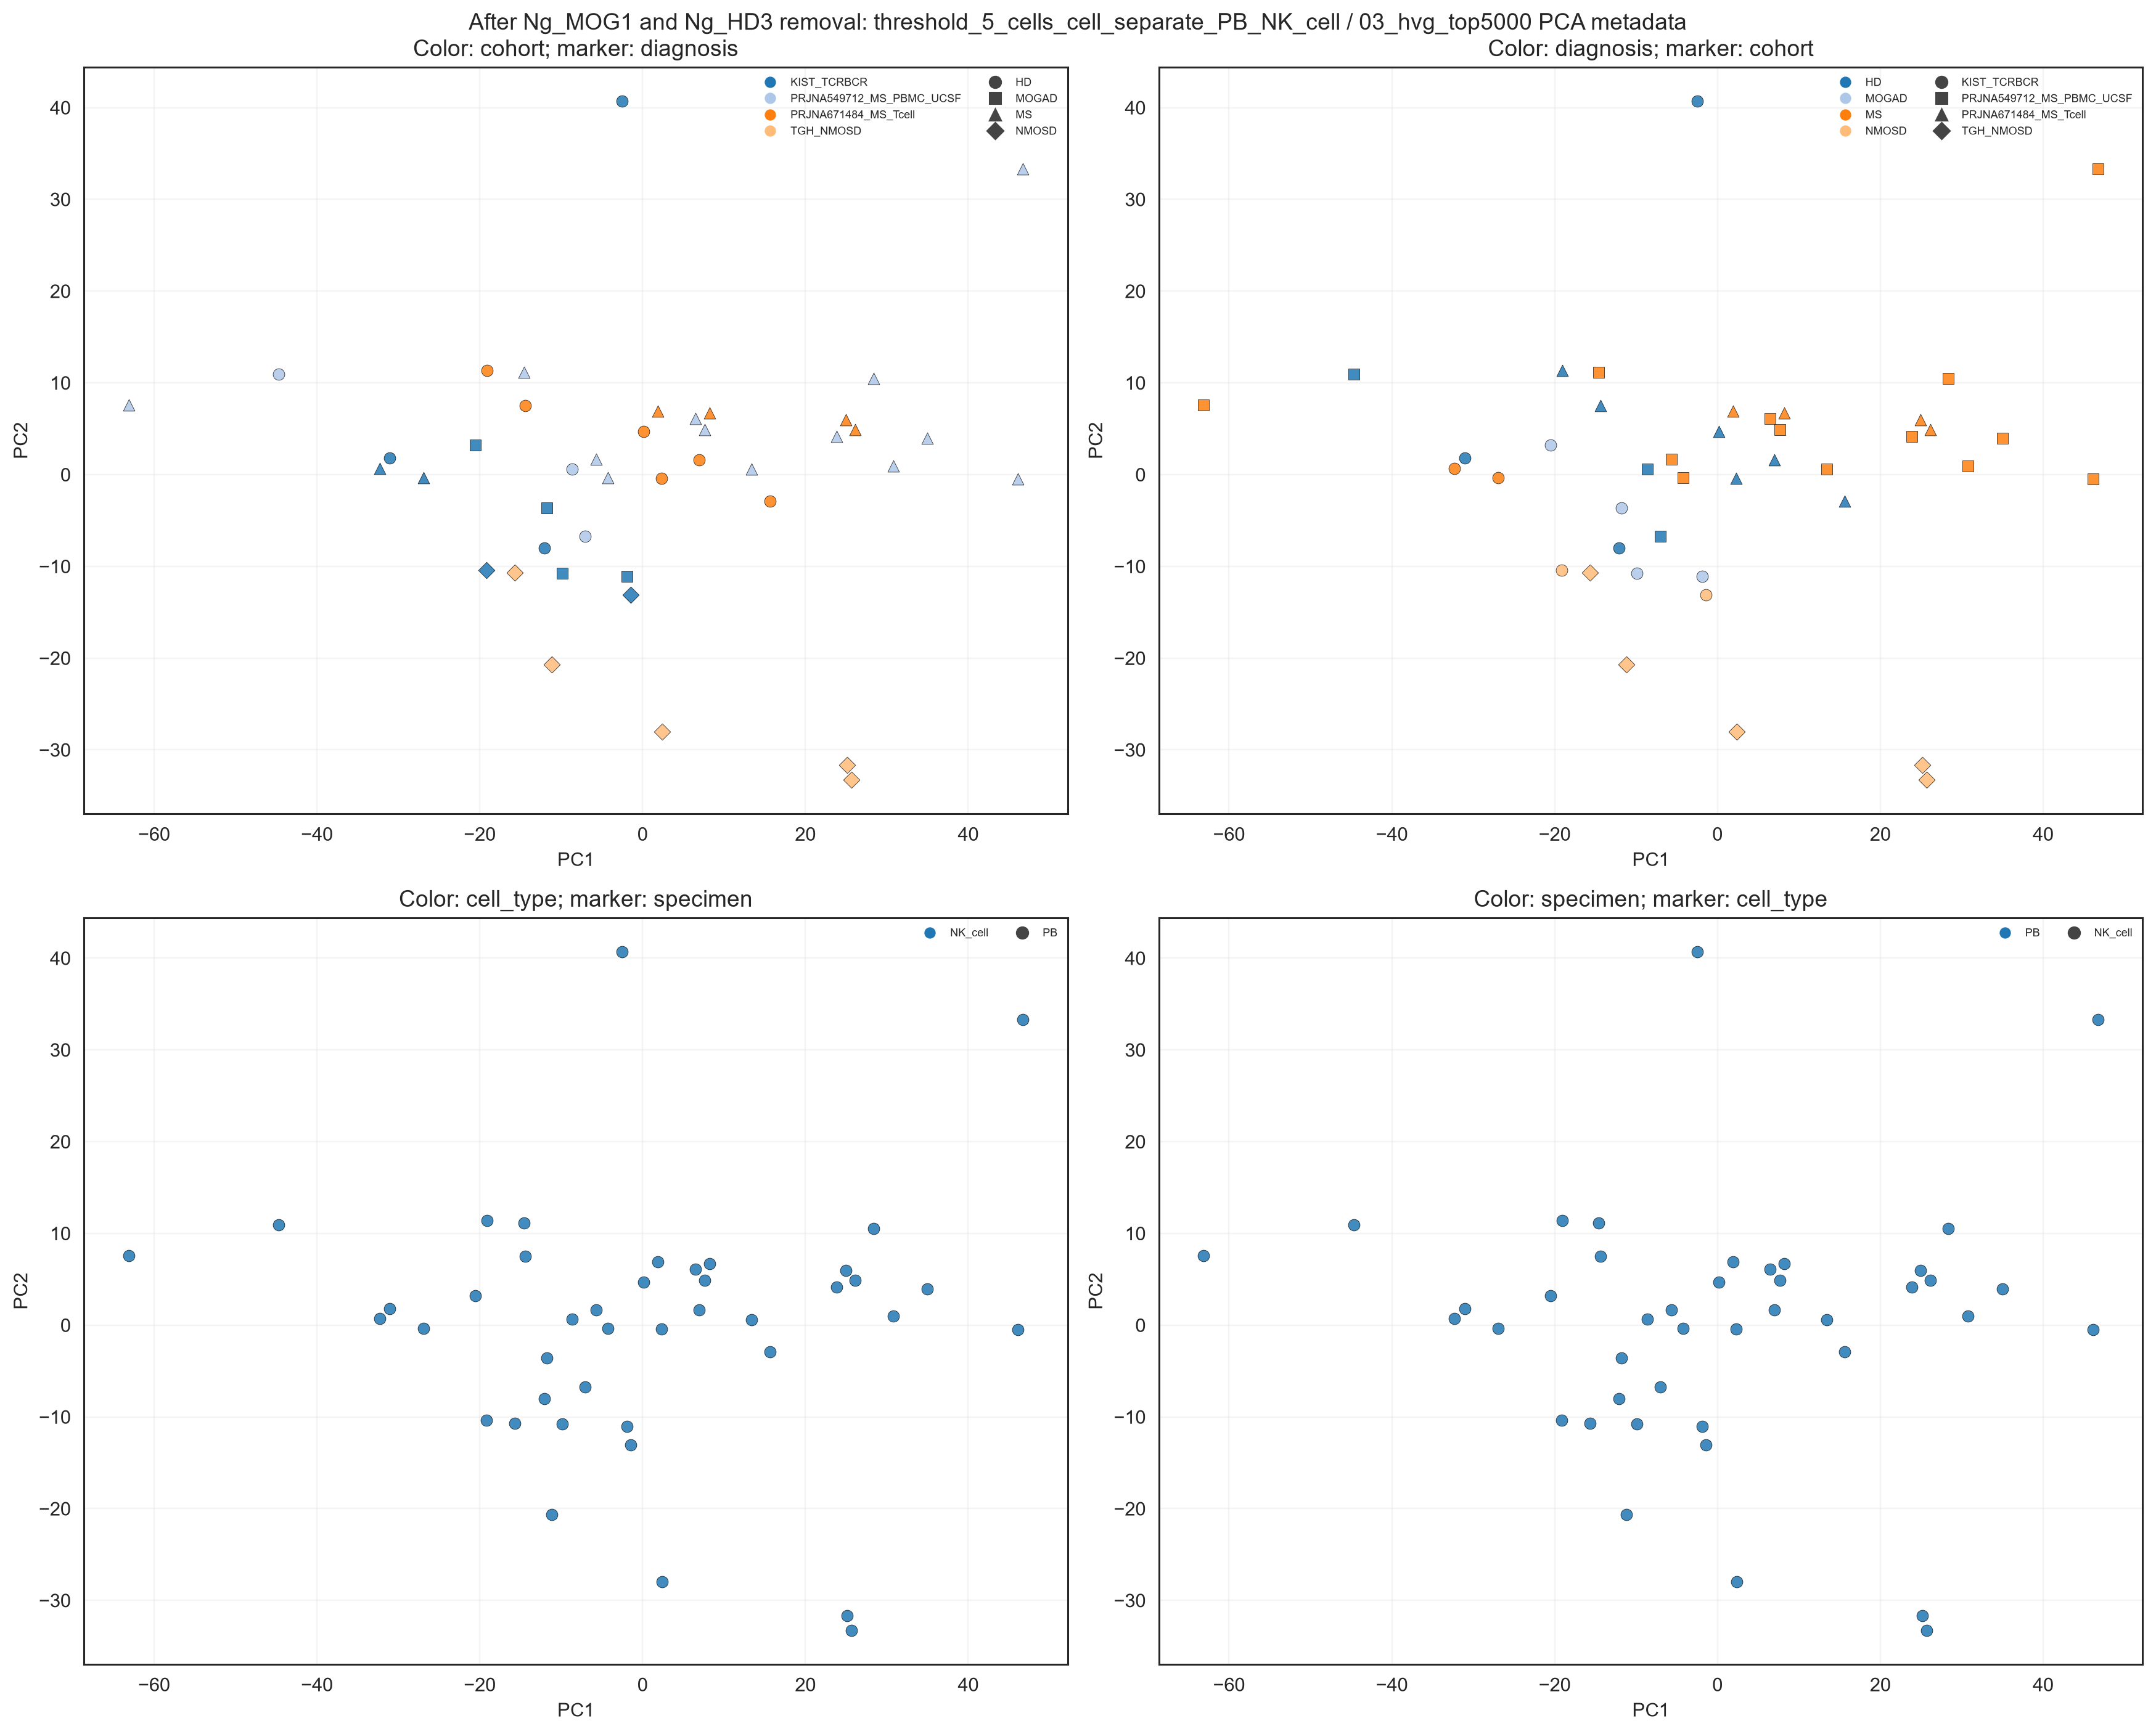 After Ng_MOG1 and Ng_HD3 removal: threshold_5_cells_cell_separate_PB_NK_cell / 03_hvg_top5000 PCA metadata
Color: cohort; marker: diagnosis
KIST_TCRBCR
PRJNA549712_MS_PBMC_UCSF
PRJNA671484_MS_Tcell
TGH_NMOSD
HD
MOGAD
MS
NMOSD
40
30
20
10
0
−10
−20
−30
PC2
−60 −40 −20 0 20 40
PC1
Color: diagnosis; marker: cohort
HD
MOGAD
MS
NMOSD
KIST_TCRBCR
PRJNA549712_MS_PBMC_UCSF
PRJNA671484_MS_Tcell
TGH_NMOSD
40
30
20
10
0
−10
−20
−30
PC2
−60 −40 −20 0 20 40
PC1
Color: cell_type; marker: specimen
NK_cell
PB
40
30
20
10
0
−10
−20
−30
PC2
−60 −40 −20 0 20 40
PC1
Color: specimen; marker: cell_type
PB
NK_cell
40
30
20
10
0
−10
−20
−30
PC2
−60 −40 −20 0 20 40
PC1